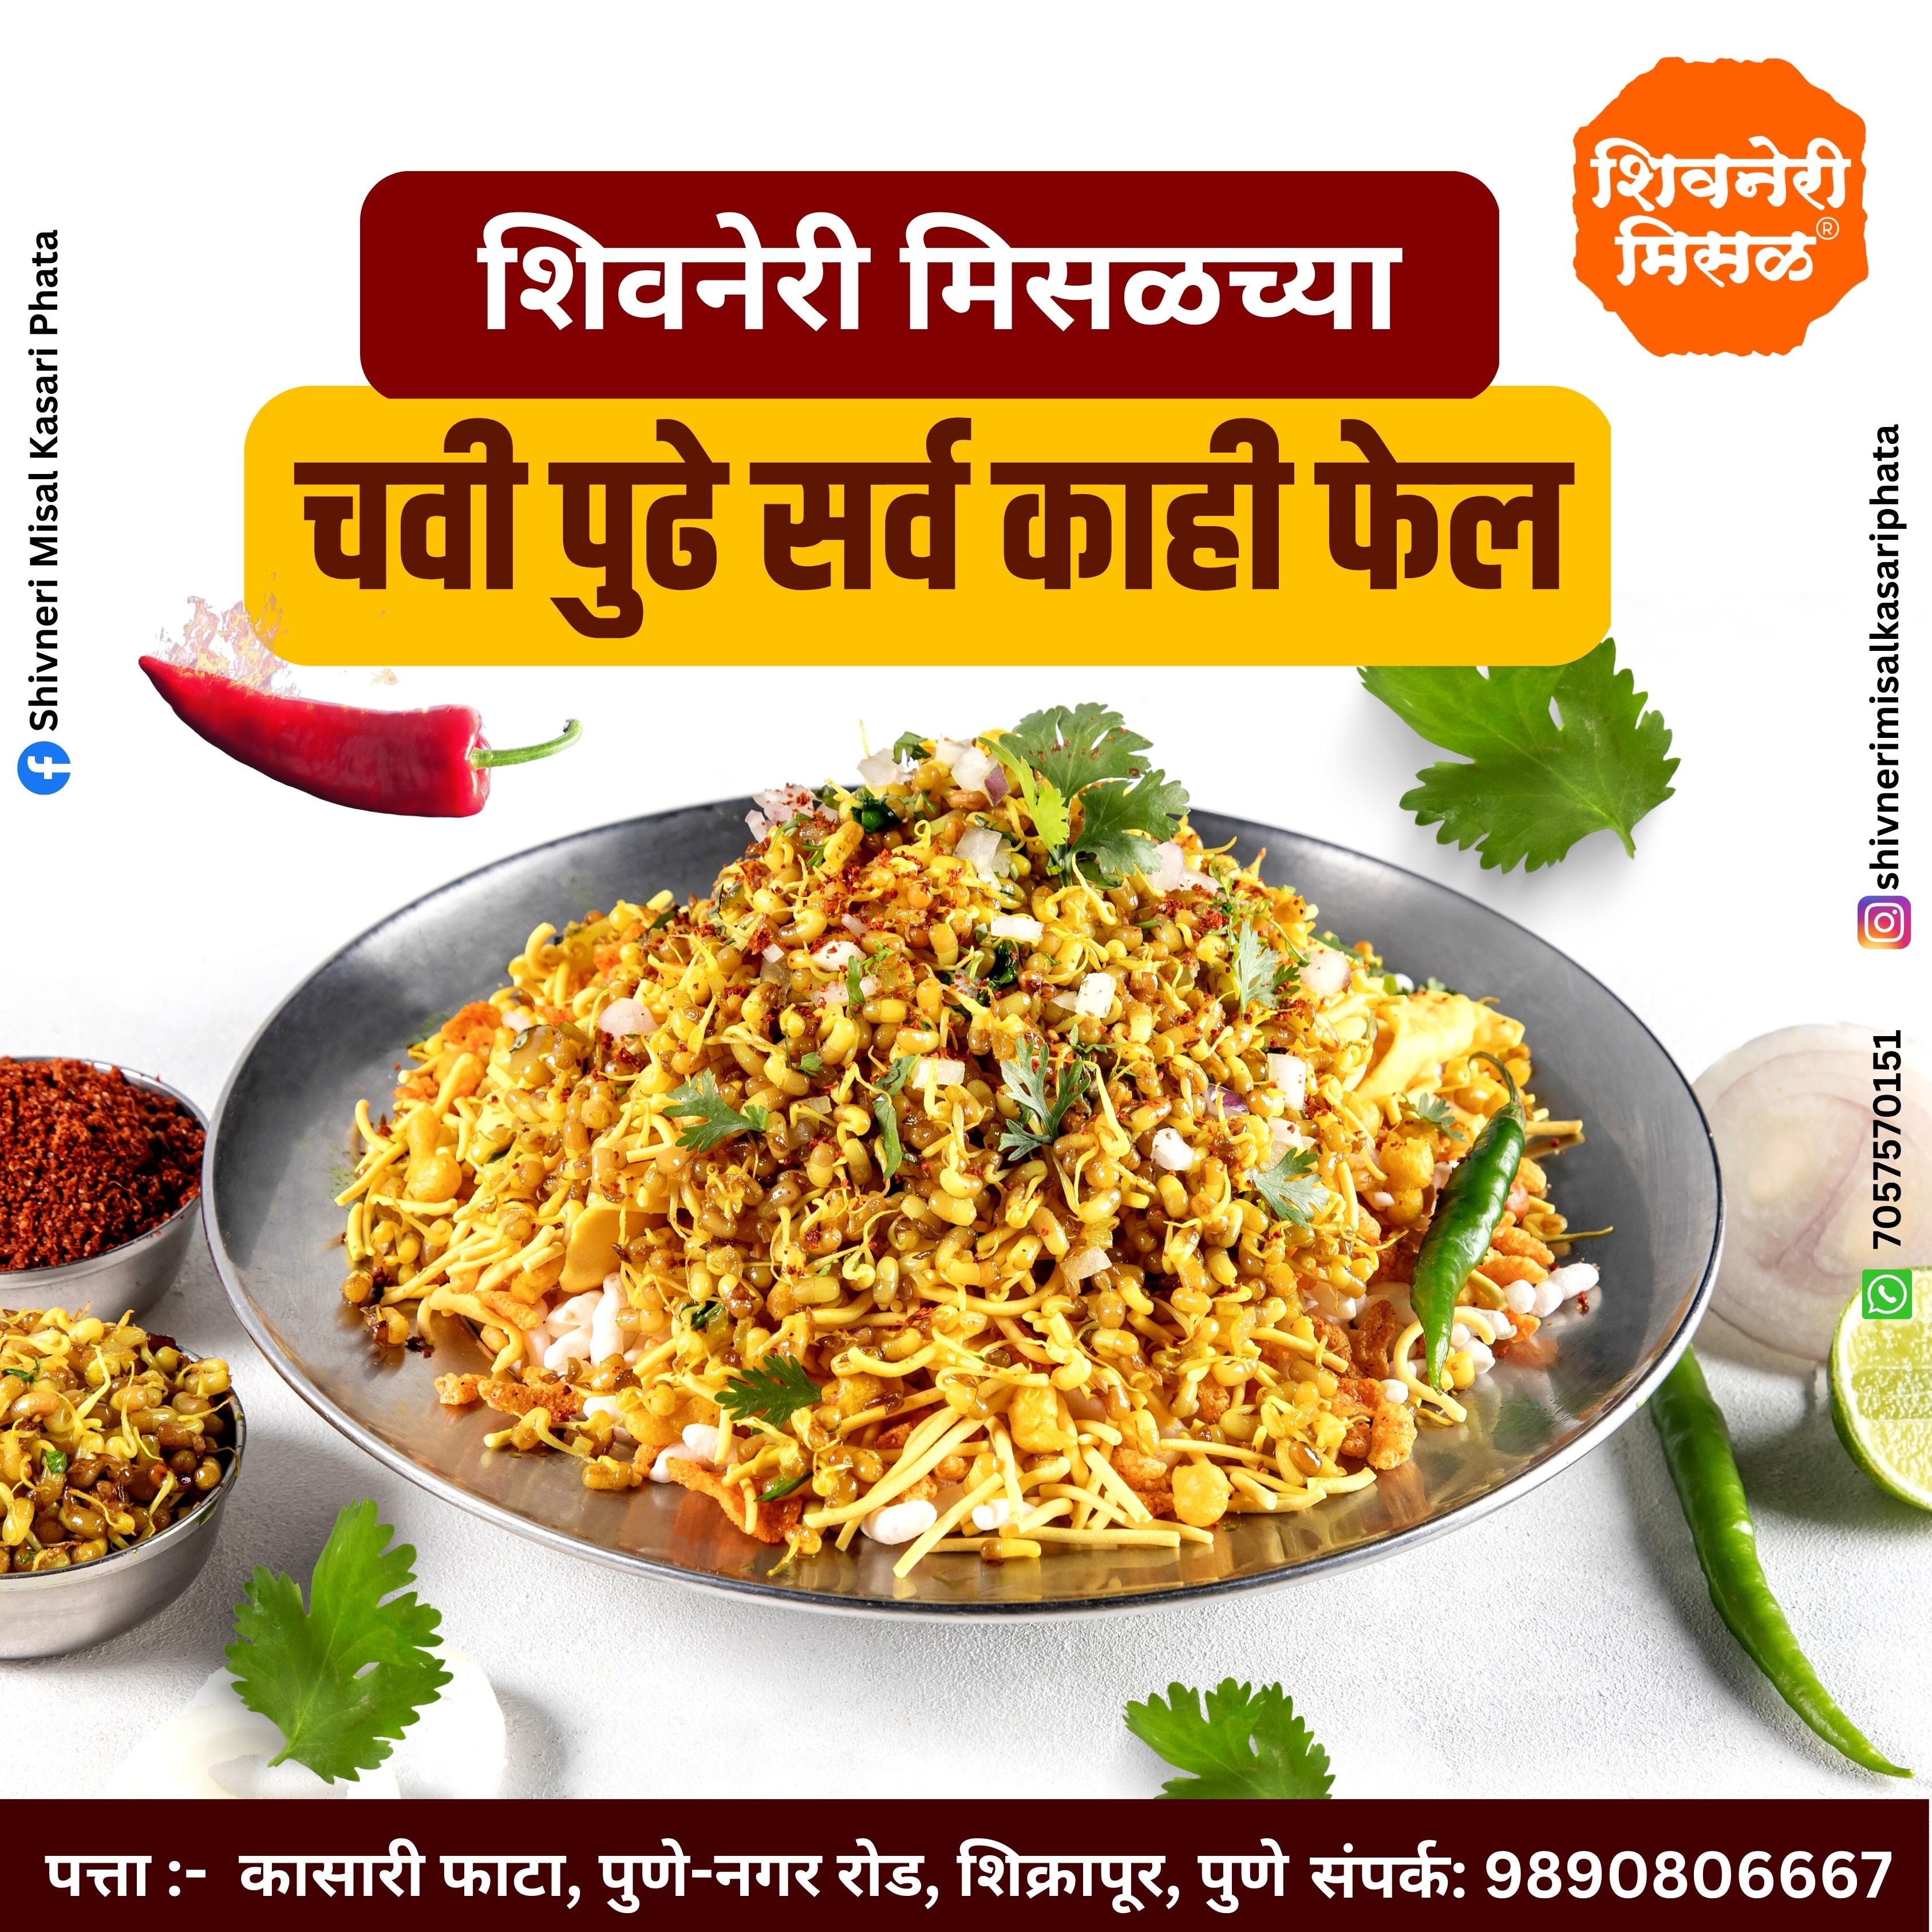 शिवनेरी
मिसळ®
शिवनेरी मिसळच्या
चवी पुढे सर्व काही फेल
Shivneri Misal Kasari Phata
shivnerimisalkasariphata
7057570151
पत्ता :- कासारी फाटा, पुणे-नगर रोड, शिक्रापूर, पुणे संपर्क: 9890806667